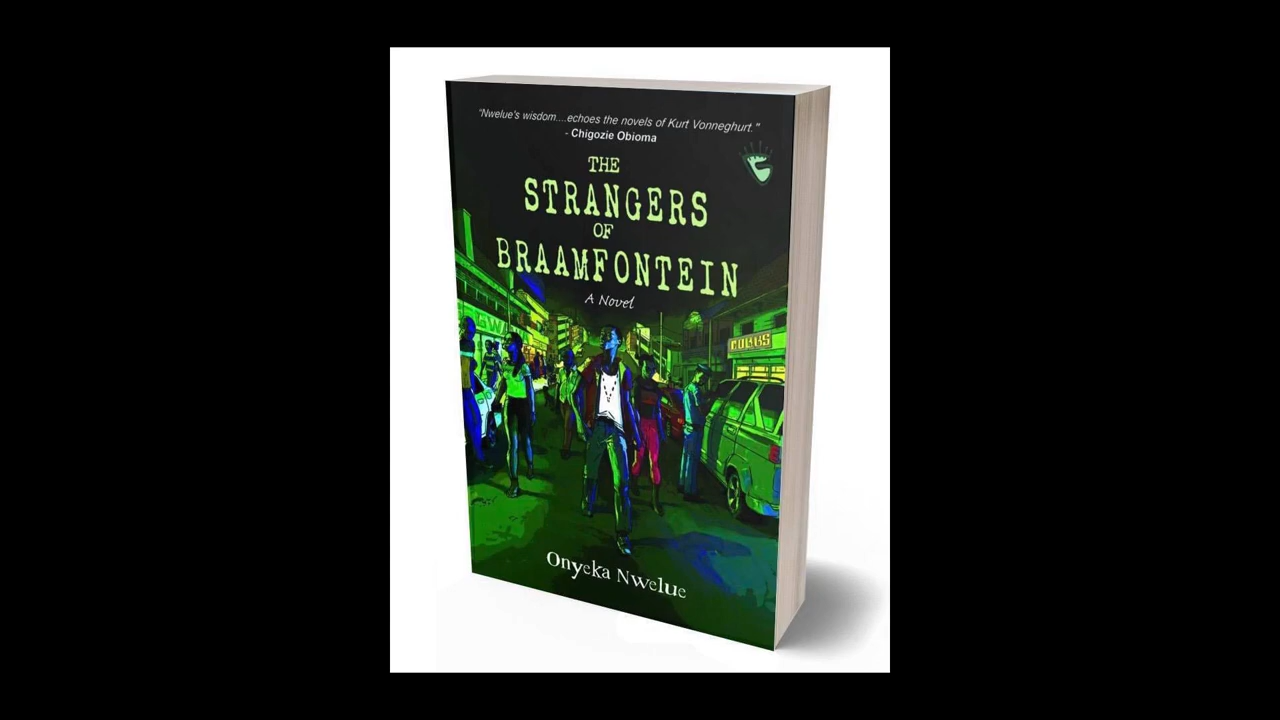 "Nwelue's wisdom....echoes the novels of Kurt Vonneghurt."
- Chigozie Obioma
THE
STRANGERS
OF
BRAAMFONTEIN
A Novel
Onyeka Nwelue